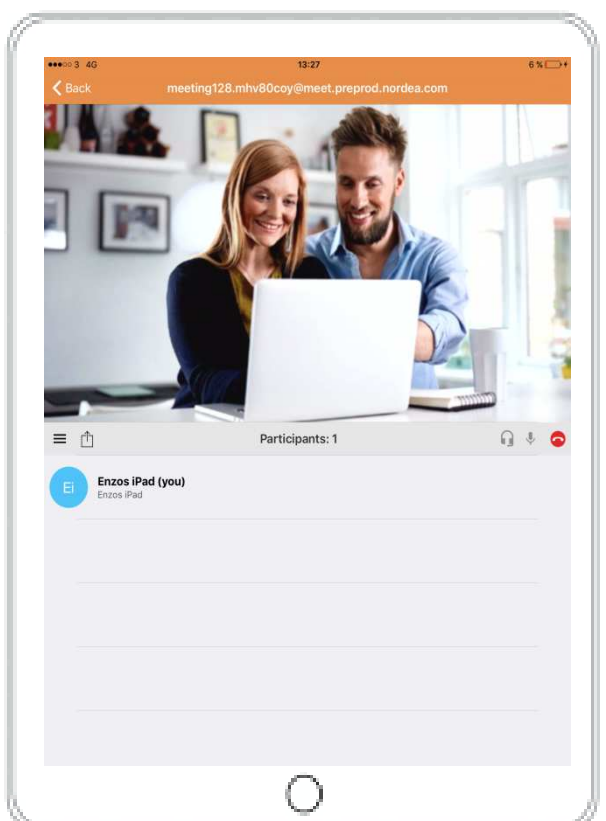 3 4G
13:27
6 %
Back
meeting128.mhv80coy@meet.preprod.nordea.com
Participants: 1
Ei
Enzos iPad (you)
Enzos iPad